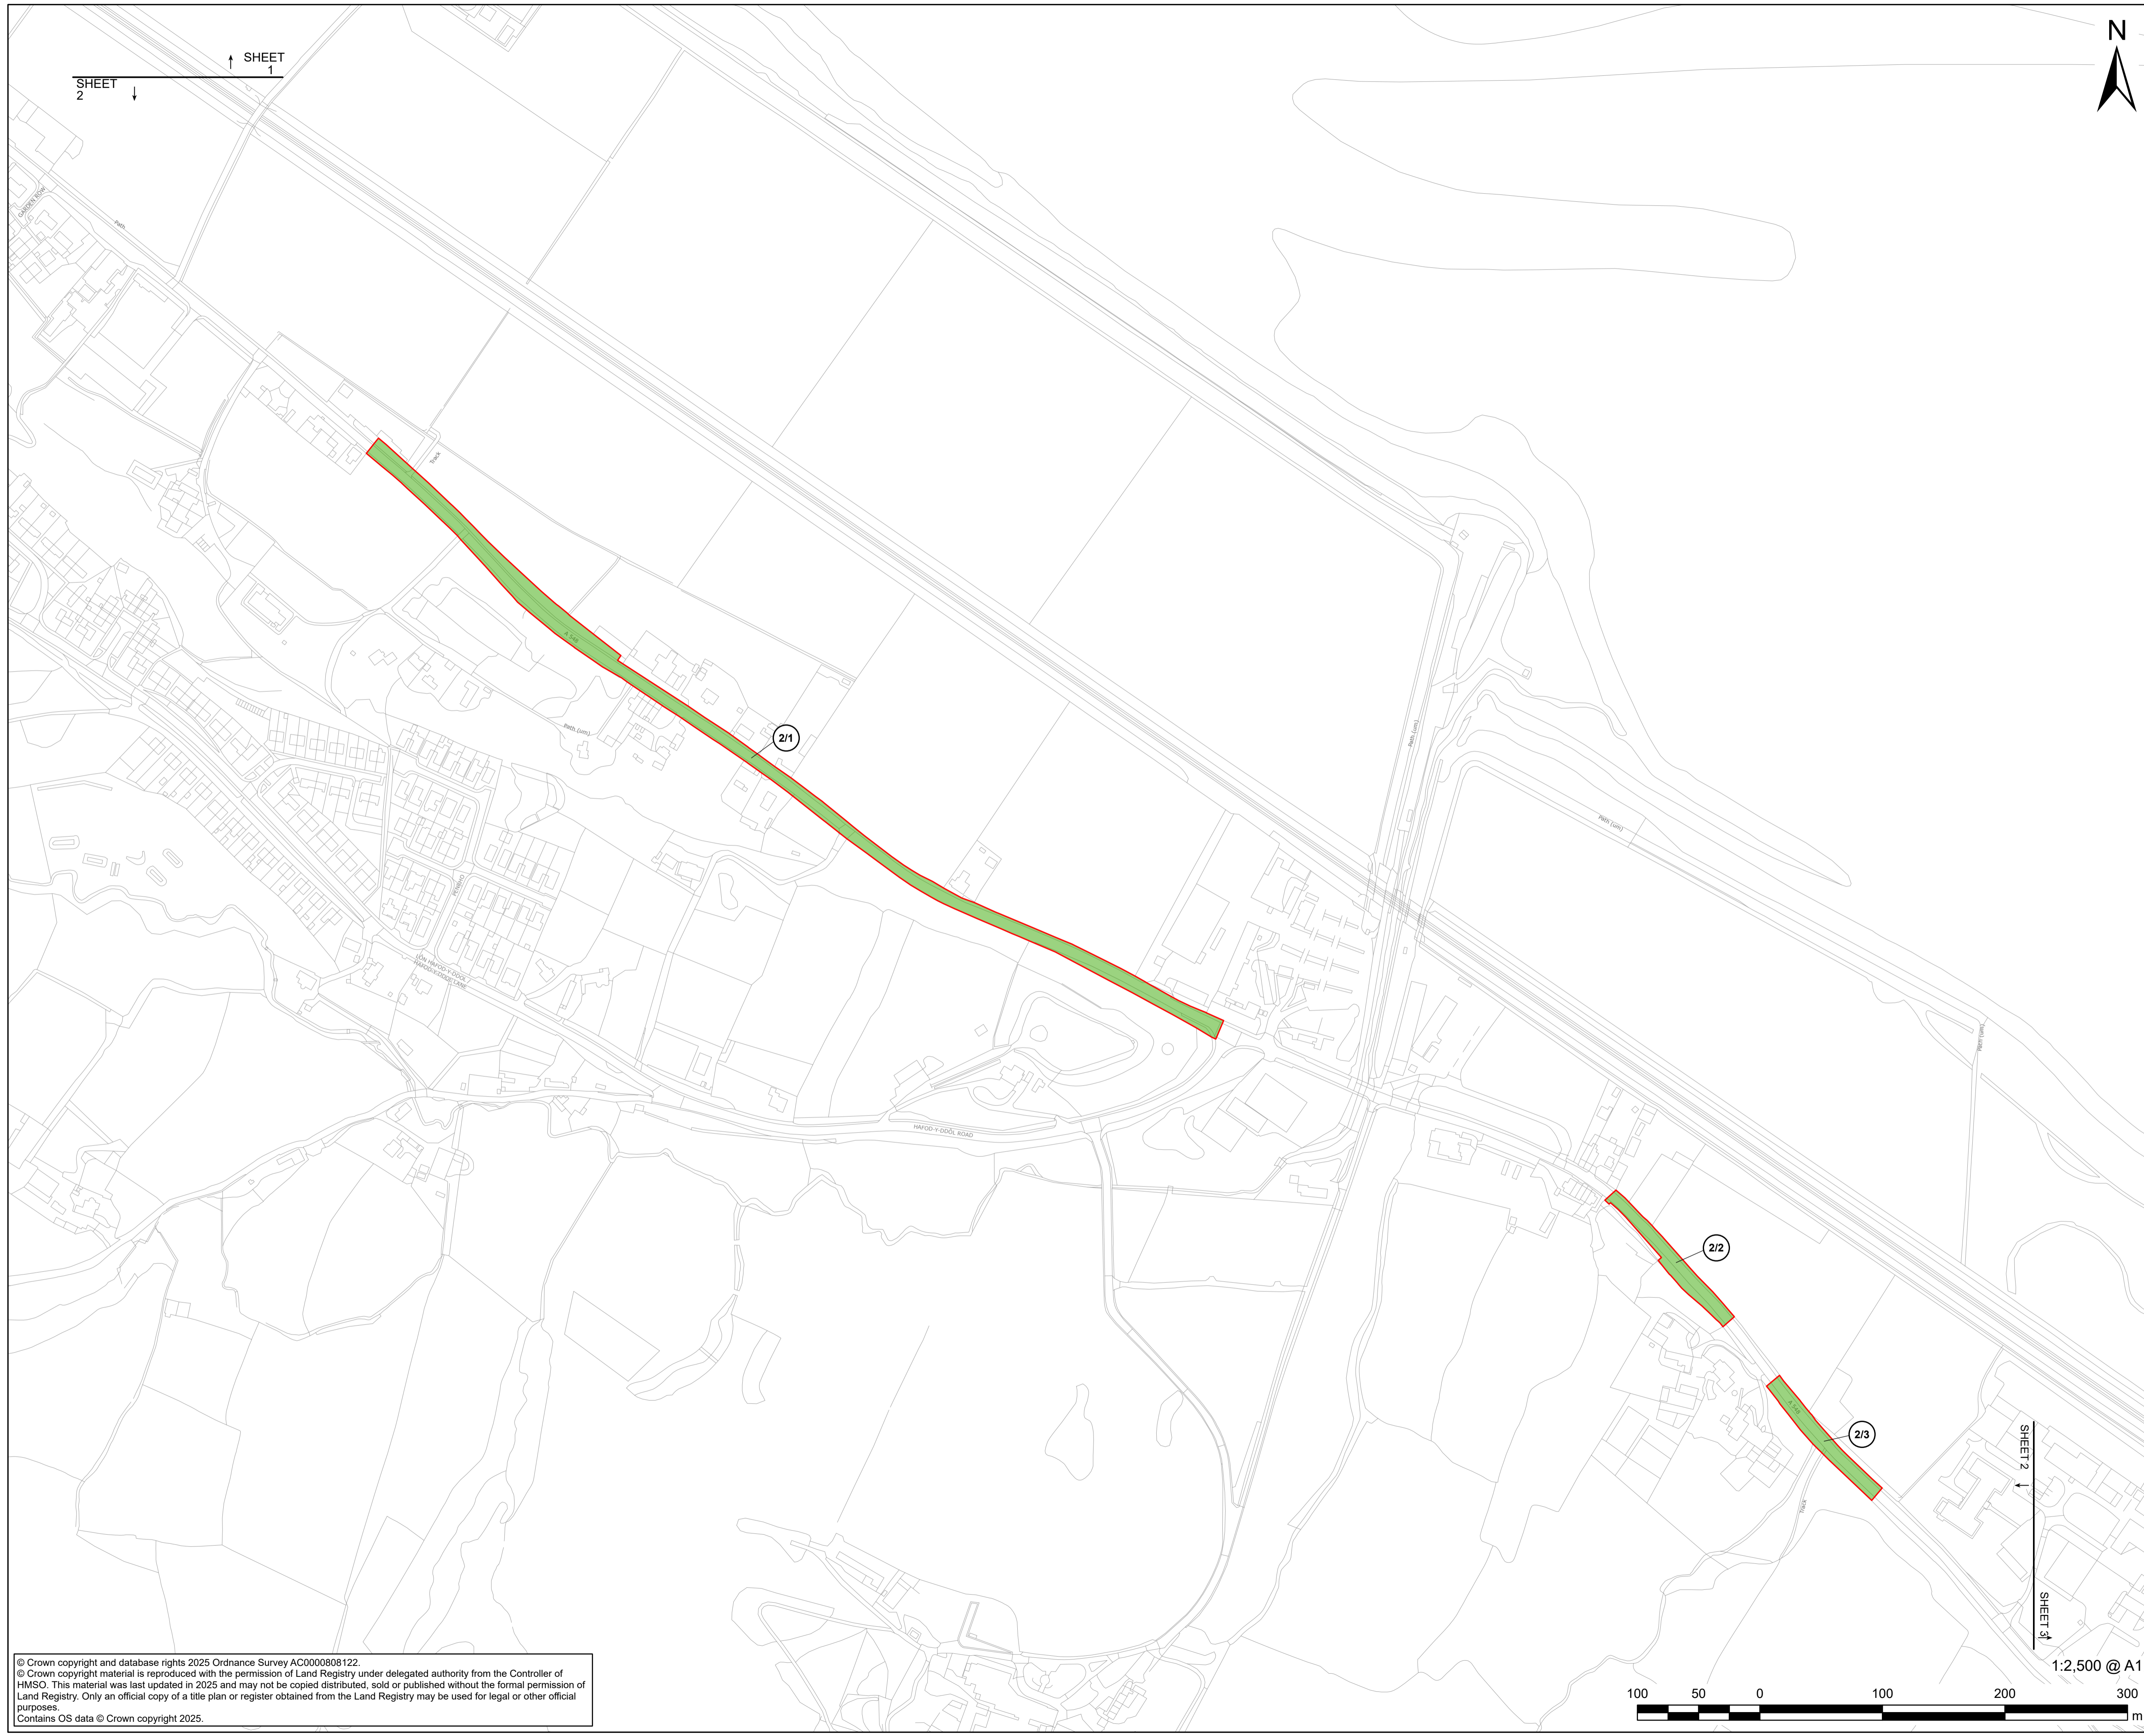 SHEET
1
SHEET
2
N
GARDEN ROW
Path
Track
A 548
2/1
Path (um)
Path (um)
Path (um)
Path (um)
PENRHO
LÔN HAFOD-Y-DDÔL
HAFOD-Y-DDÔL LANE
HAFOD-Y-DDÔL ROAD
2/2
A 548
2/3
Track
SHEET 2
SHEET 3
1:2,500 @ A1
100 50 0 100 200 300
m
© Crown copyright and database rights 2025 Ordnance Survey AC0000808122.
© Crown copyright material is reproduced with the permission of Land Registry under delegated authority from the Controller of
HMSO. This material was last updated in 2025 and may not be copied distributed, sold or published without the formal permission of
Land Registry. Only an official copy of a title plan or register obtained from the Land Registry may be used for legal or other official
purposes.
Contains OS data © Crown copyright 2025.